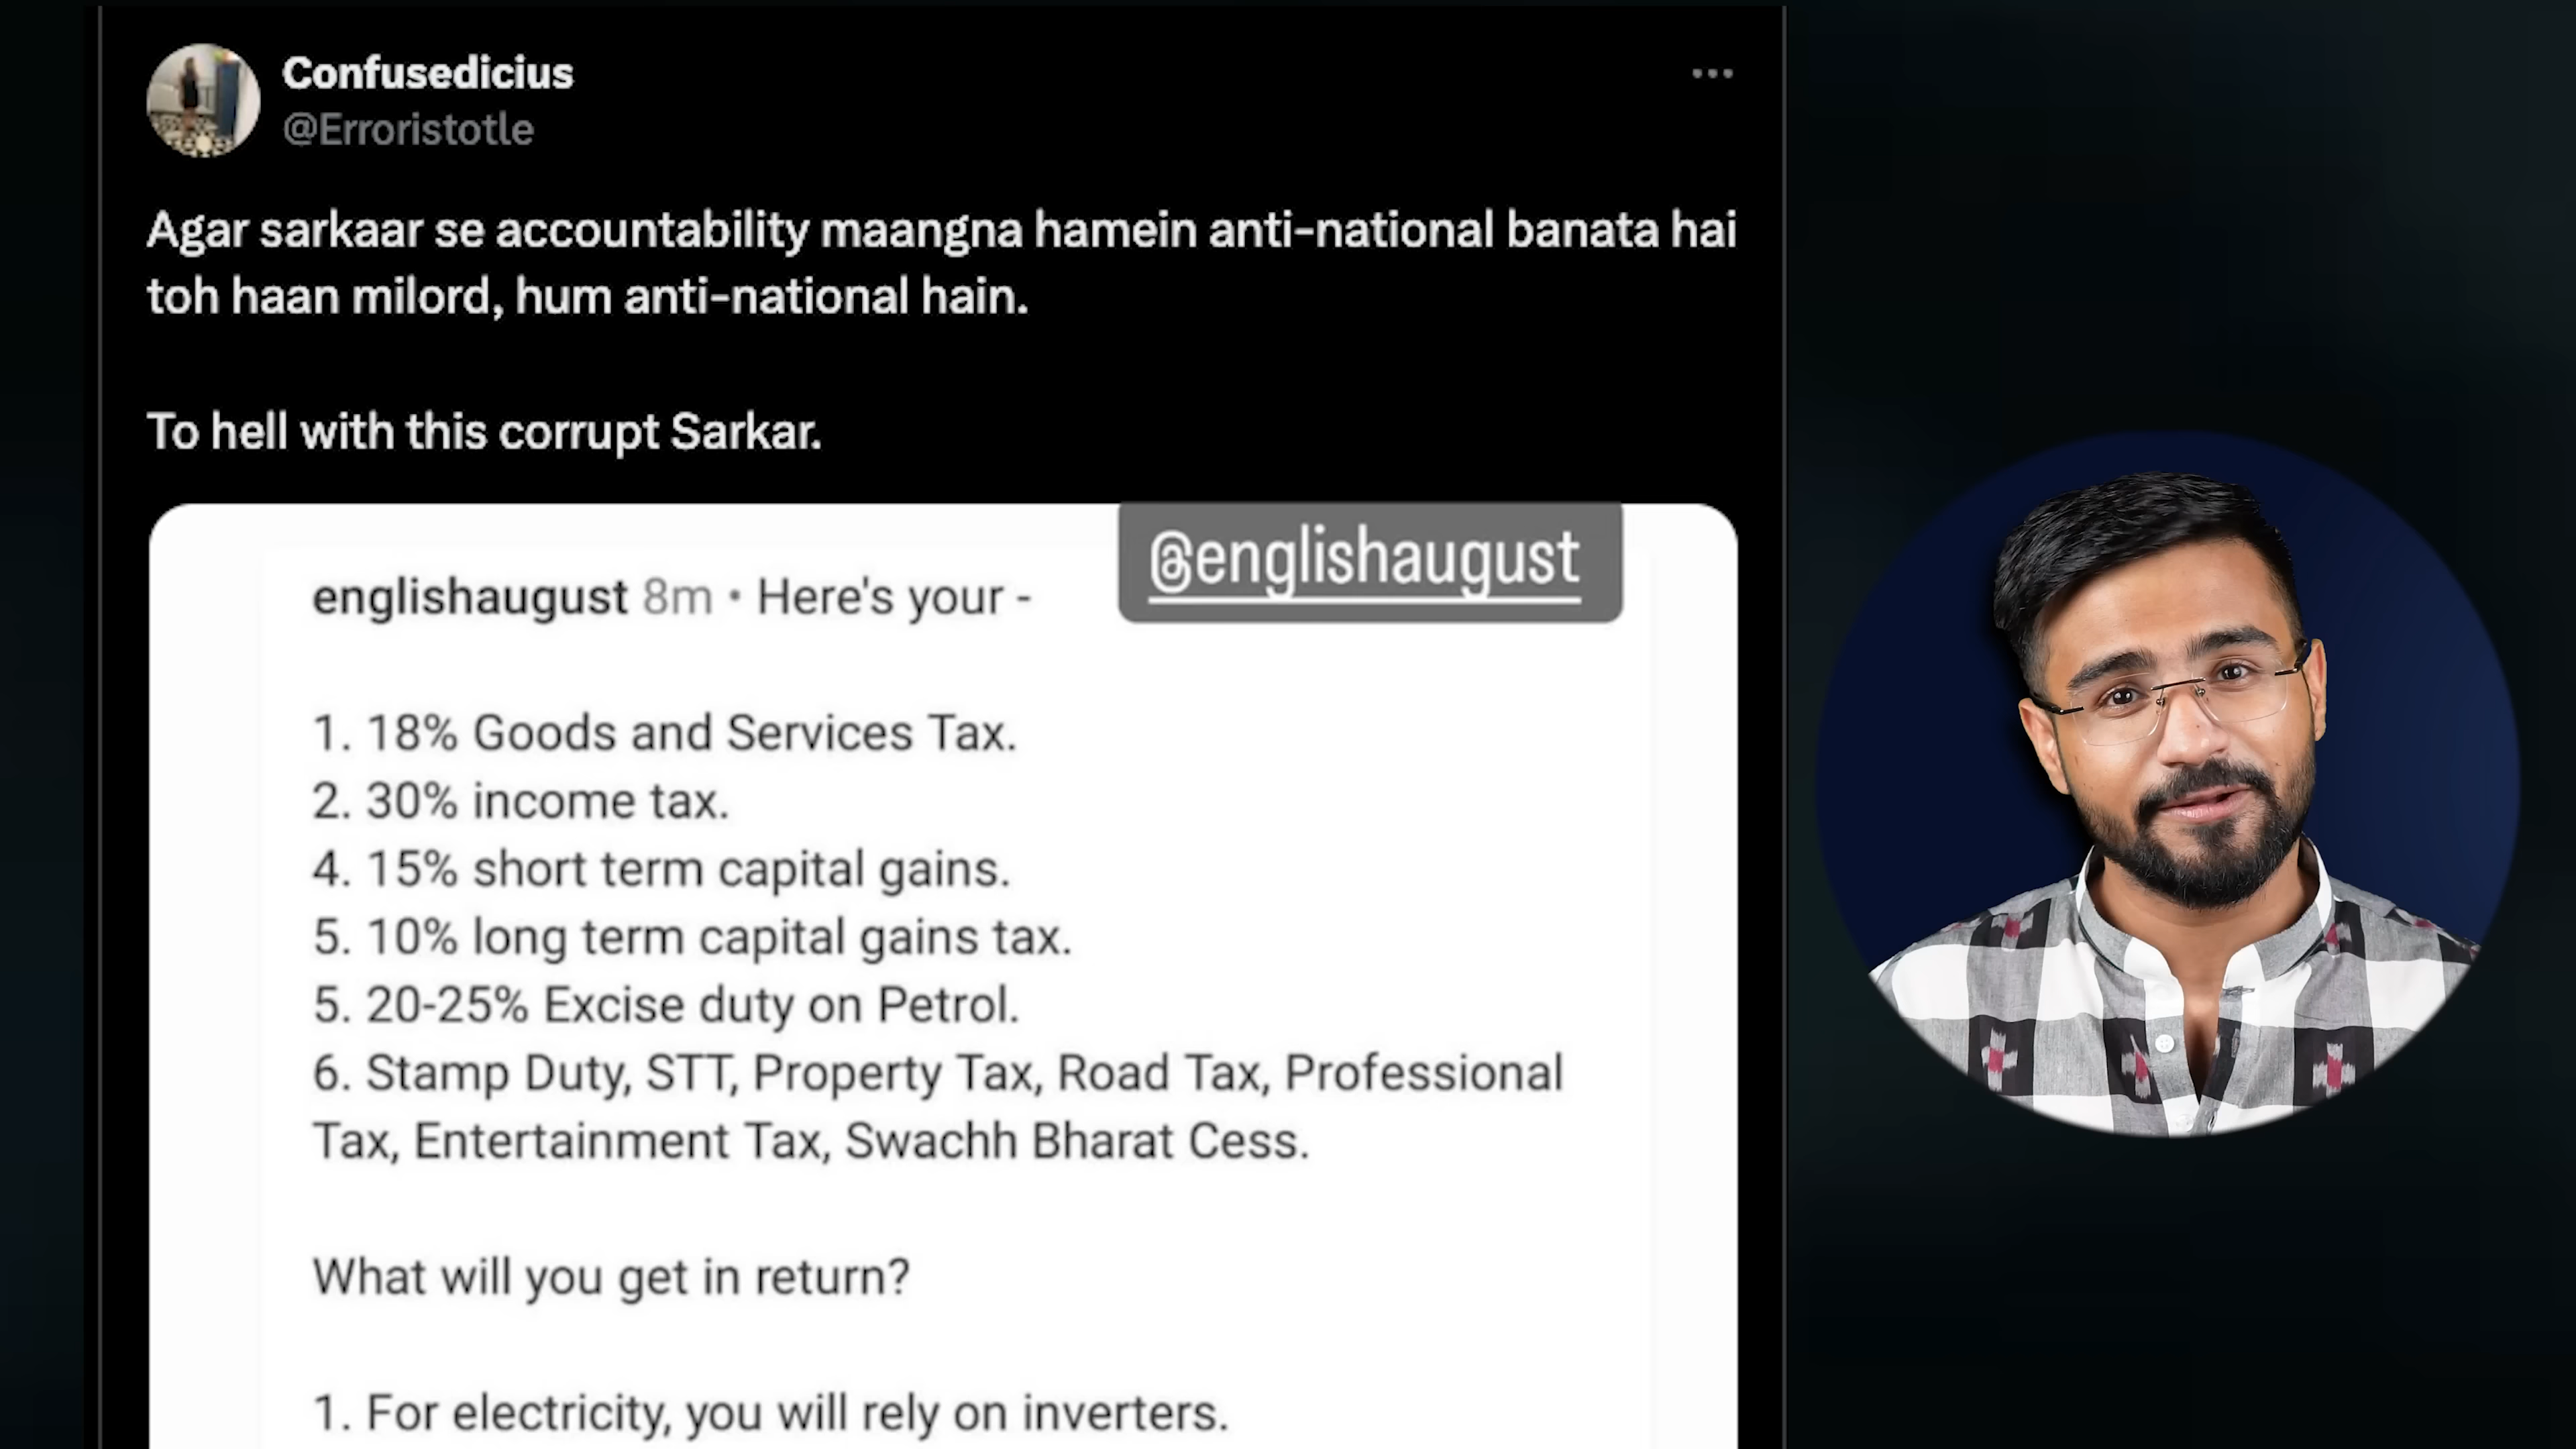 Confusedicius
@Erroristotle
Agar sarkaar se accountability maangna hamein anti-national banata hai
toh haan milord, hum anti-national hain.
To hell with this corrupt Sarkar.
@englishaugust
englishaugust 8m • Here's your -
1. 18% Goods and Services Tax.
2. 30% income tax.
4. 15% short term capital gains.
5. 10% long term capital gains tax.
5. 20-25% Excise duty on Petrol.
6. Stamp Duty, STT, Property Tax, Road Tax, Professional
Tax, Entertainment Tax, Swachh Bharat Cess.
What will you get in return?
1. For electricity, you will rely on inverters.